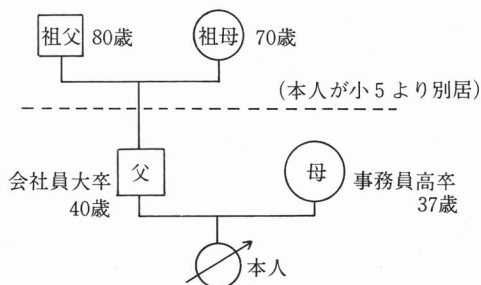 祖父 80歳 祖母 70歳
(本人が小5より別居)
会社員大卒 父 母 事務員高卒
40歳 37歳
本人